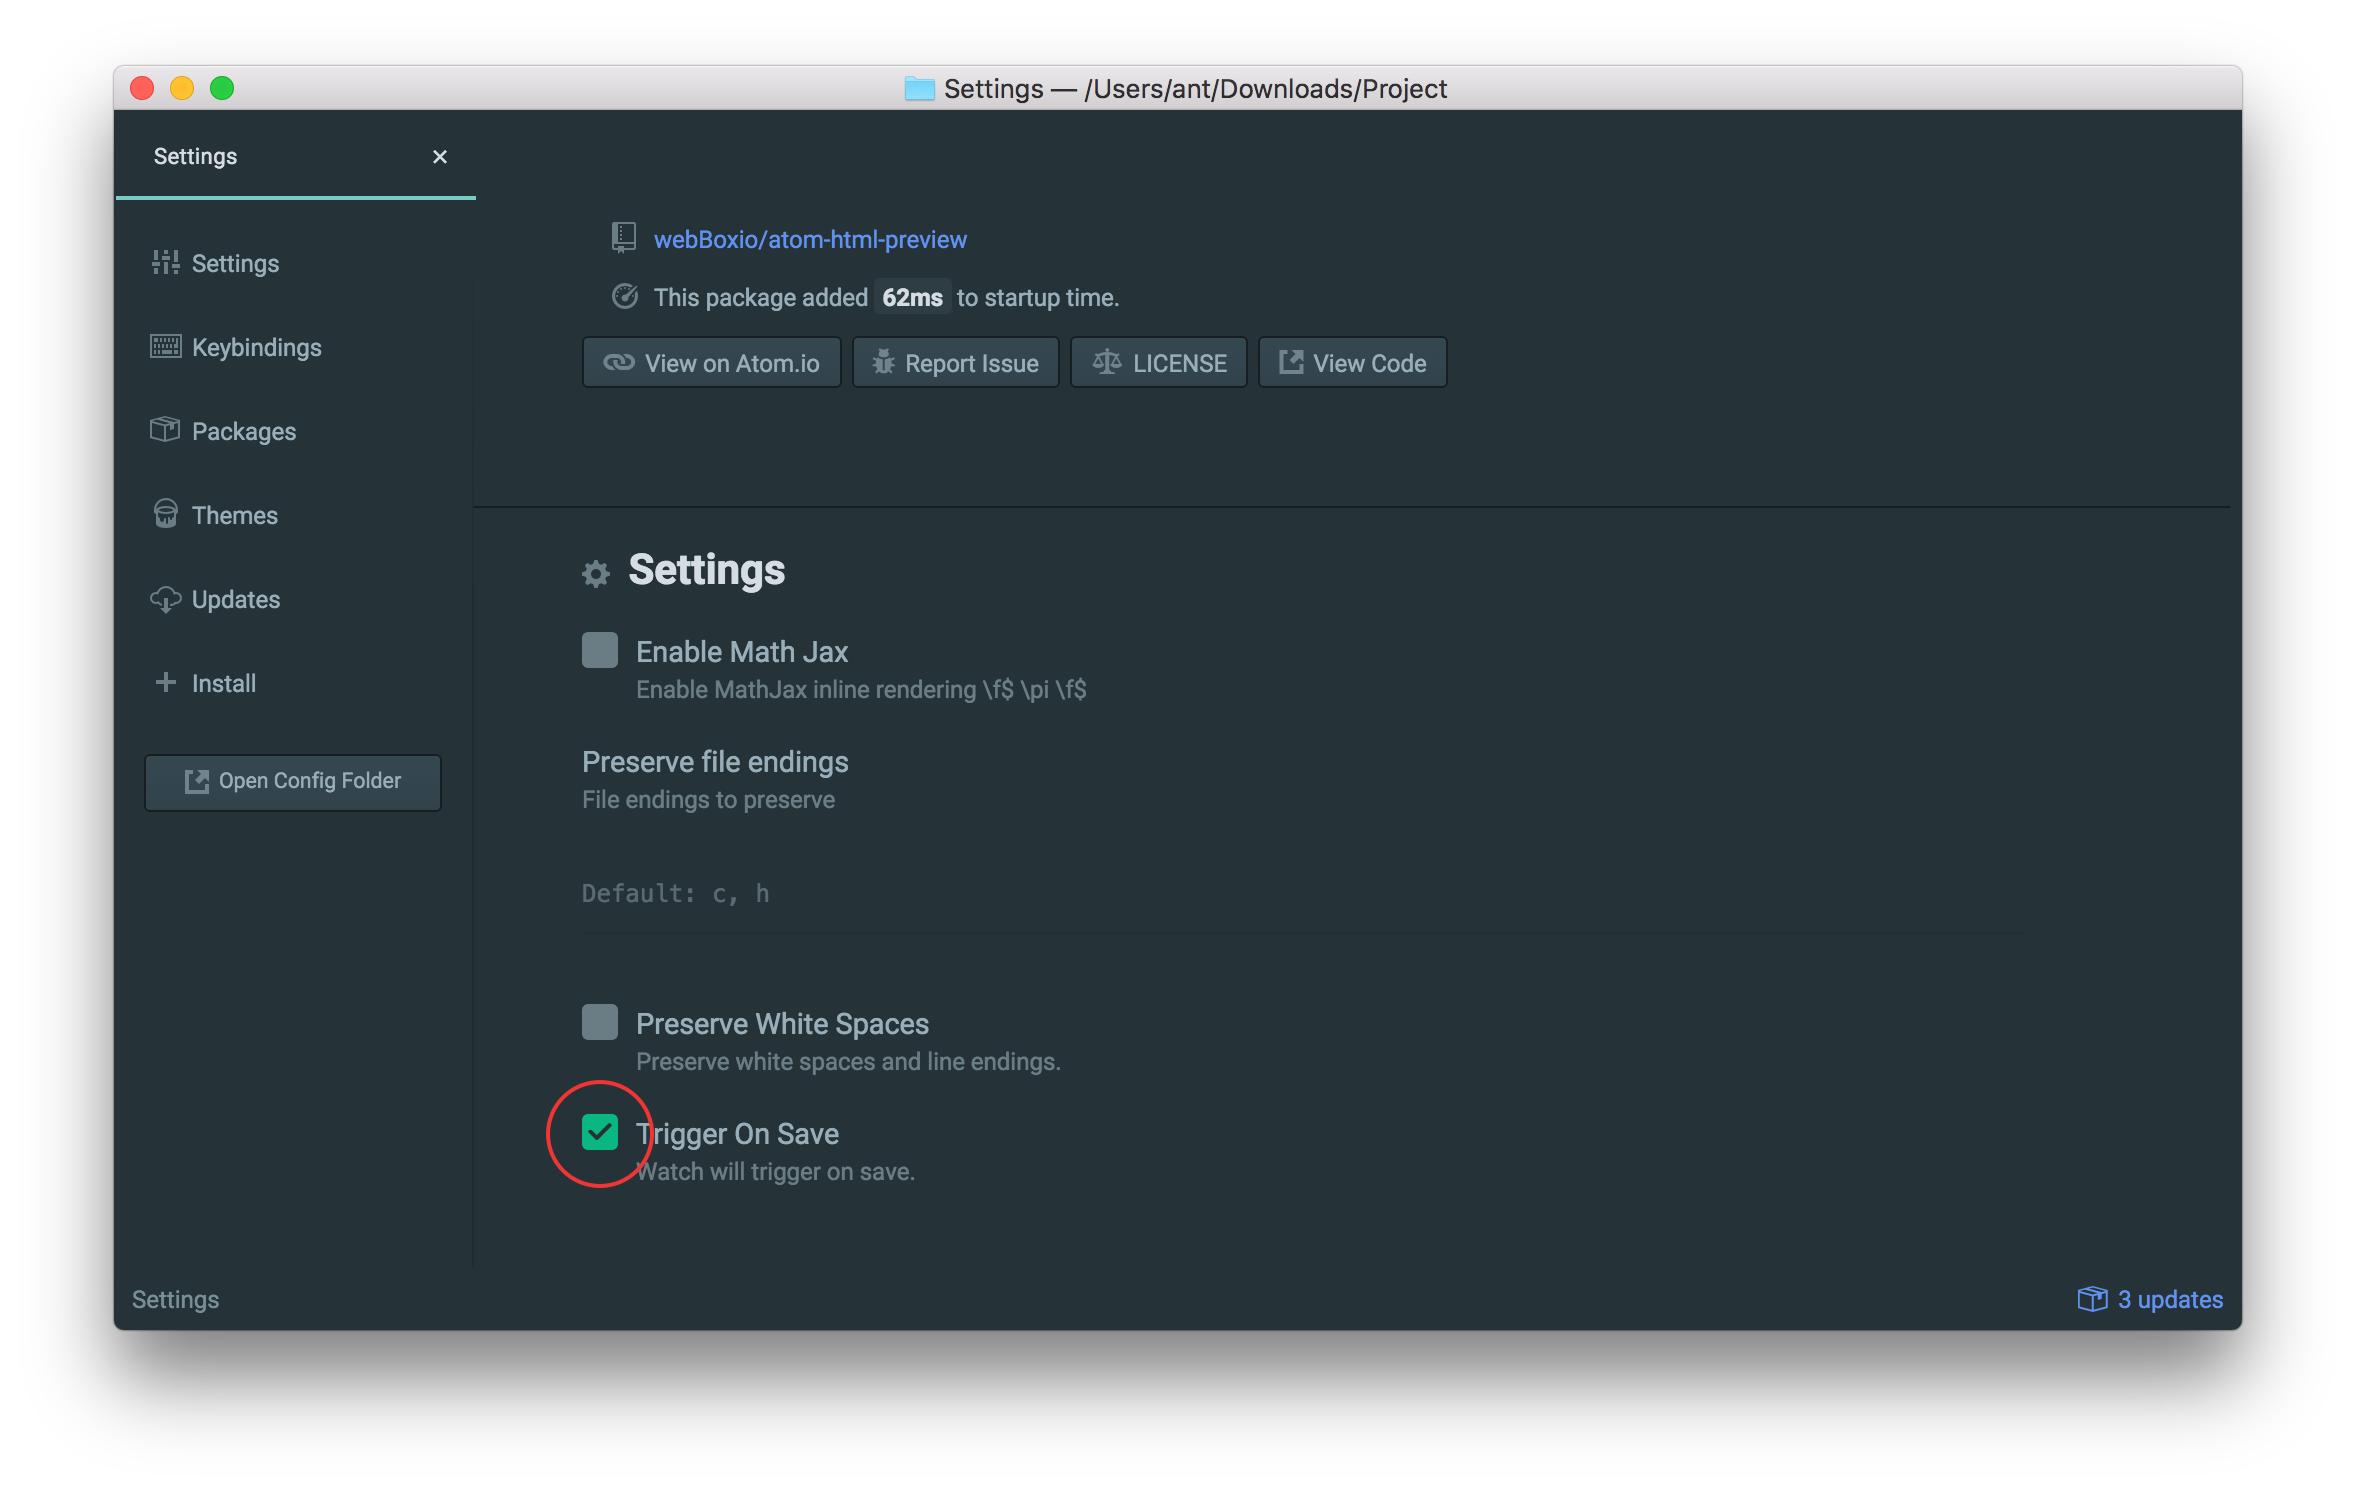 Settings — /Users/ant/Downloads/Project
Settings
webBoxio/atom-html-preview
This package added 62ms to startup time.
View on Atom.io
Report Issue
LICENSE
View Code
Settings
Keybindings
Packages
Themes
Updates
Install
Open Config Folder
Settings
Enable Math Jax
Enable MathJax inline rendering \f$ \pi \f$
Preserve file endings
File endings to preserve
Default: c, h
Preserve White Spaces
Preserve white spaces and line endings.
Trigger On Save
Watch will trigger on save.
Settings
3 updates